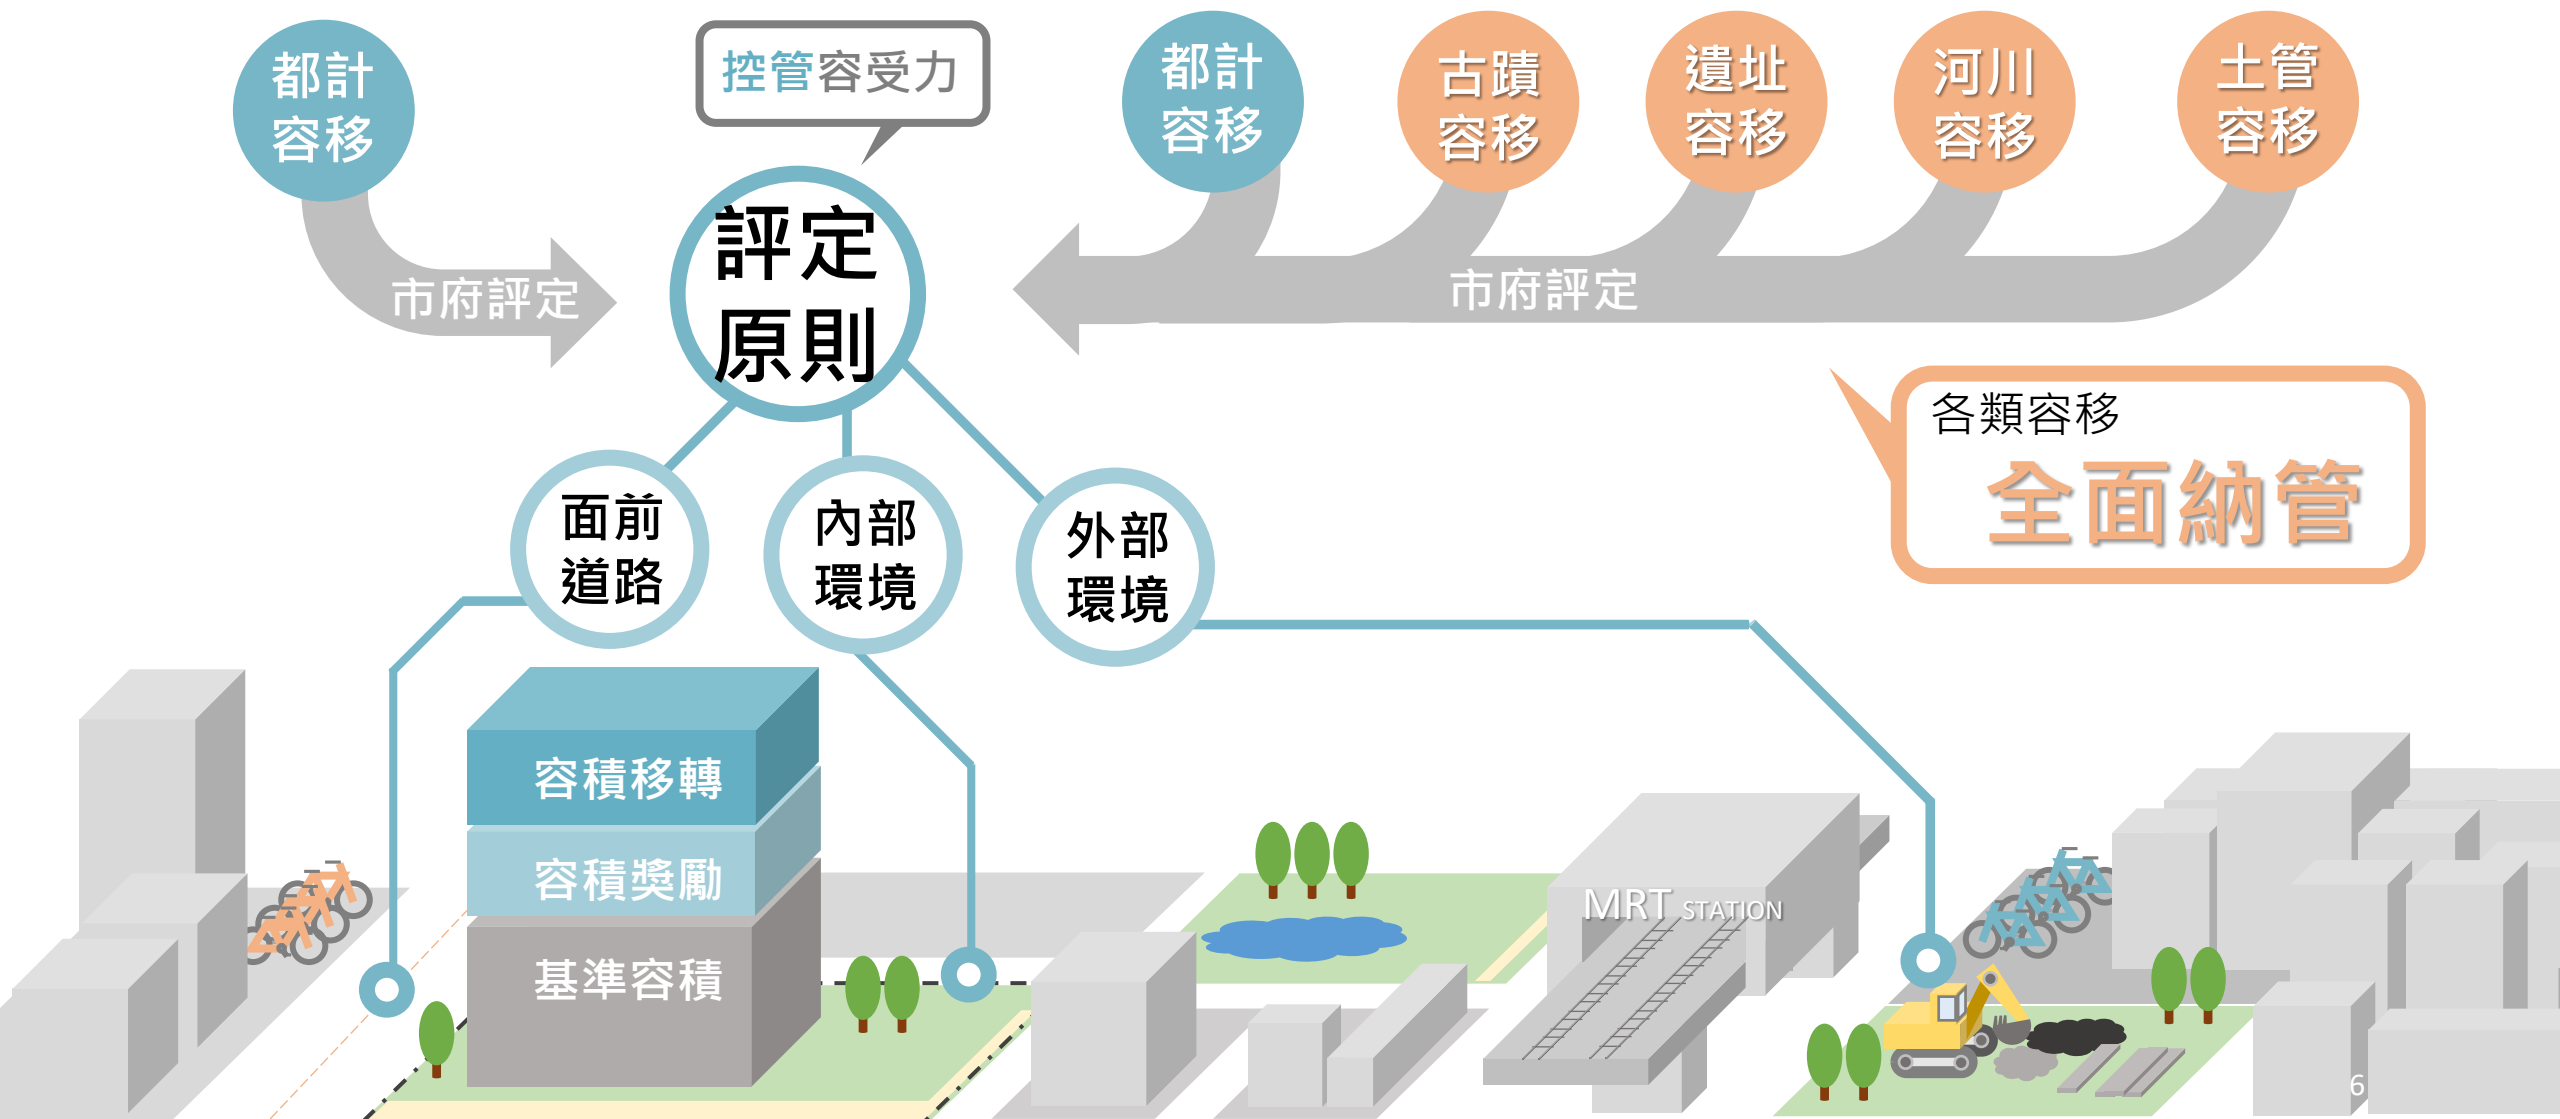 都計
容移
控管容受力
都計
容移
古蹟
容移
遺址
容移
河川
容移
土管
容移
評定
原則
市府評定
市府評定
各類容移
全面納管
面前
道路
內部
環境
外部
環境
容積移轉
容積獎勵
基準容積
MRT STATION
6